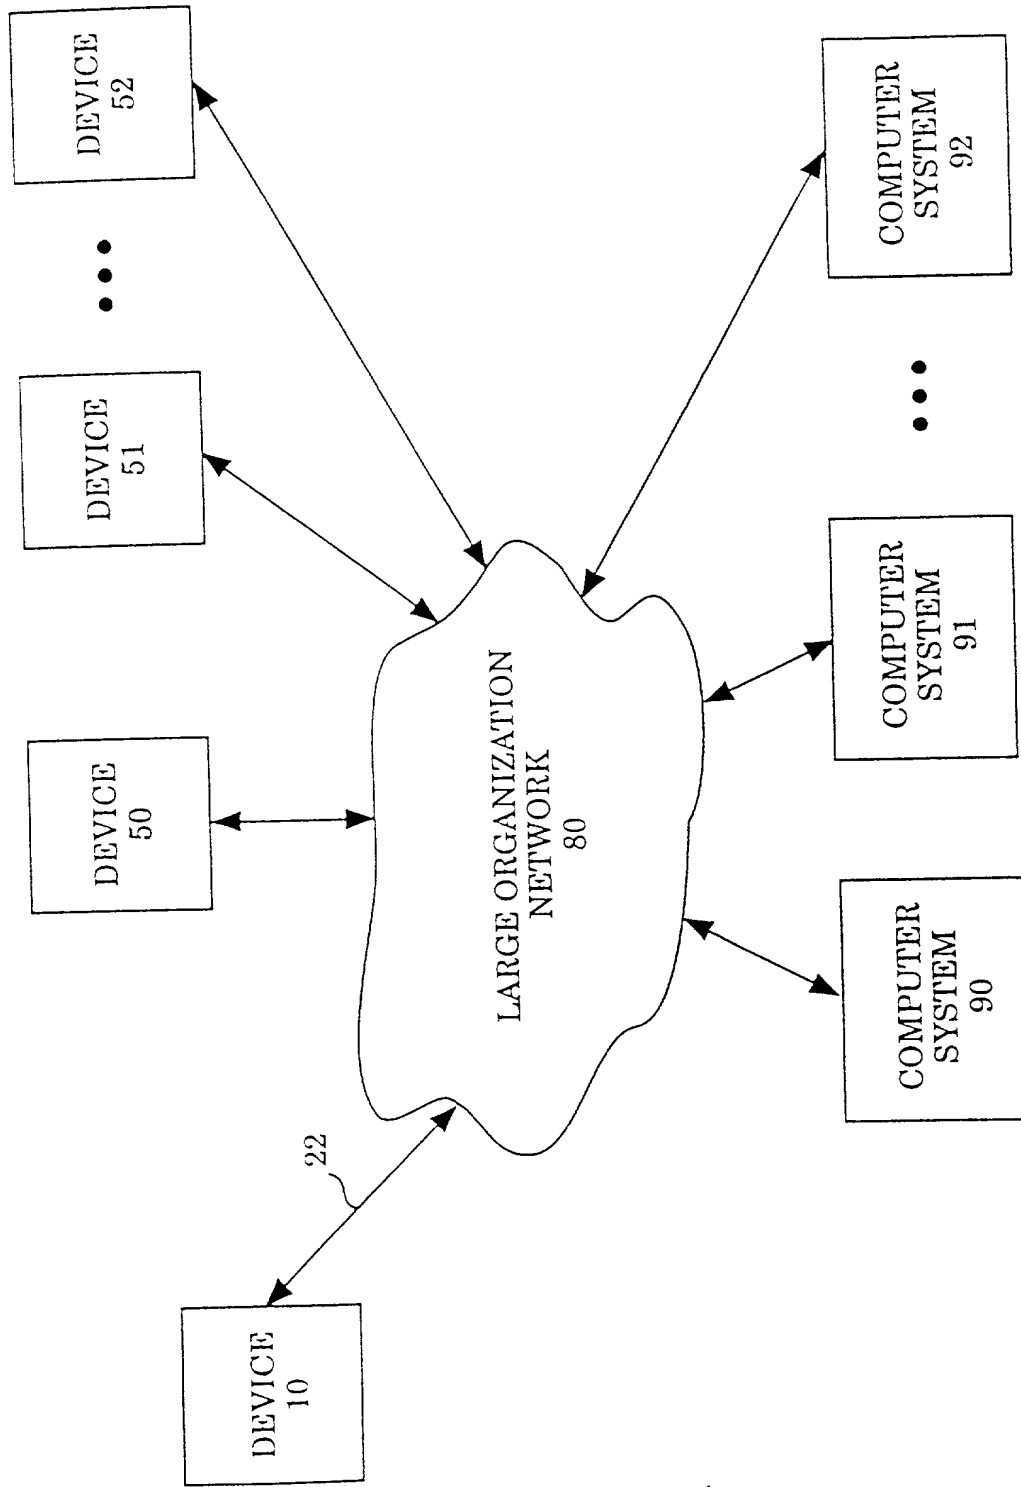 DEVICE
10
22
DEVICE
50
DEVICE
51
DEVICE
52
LARGE ORGANIZATION
NETWORK
80
COMPUTER
SYSTEM
90
COMPUTER
SYSTEM
91
COMPUTER
SYSTEM
92